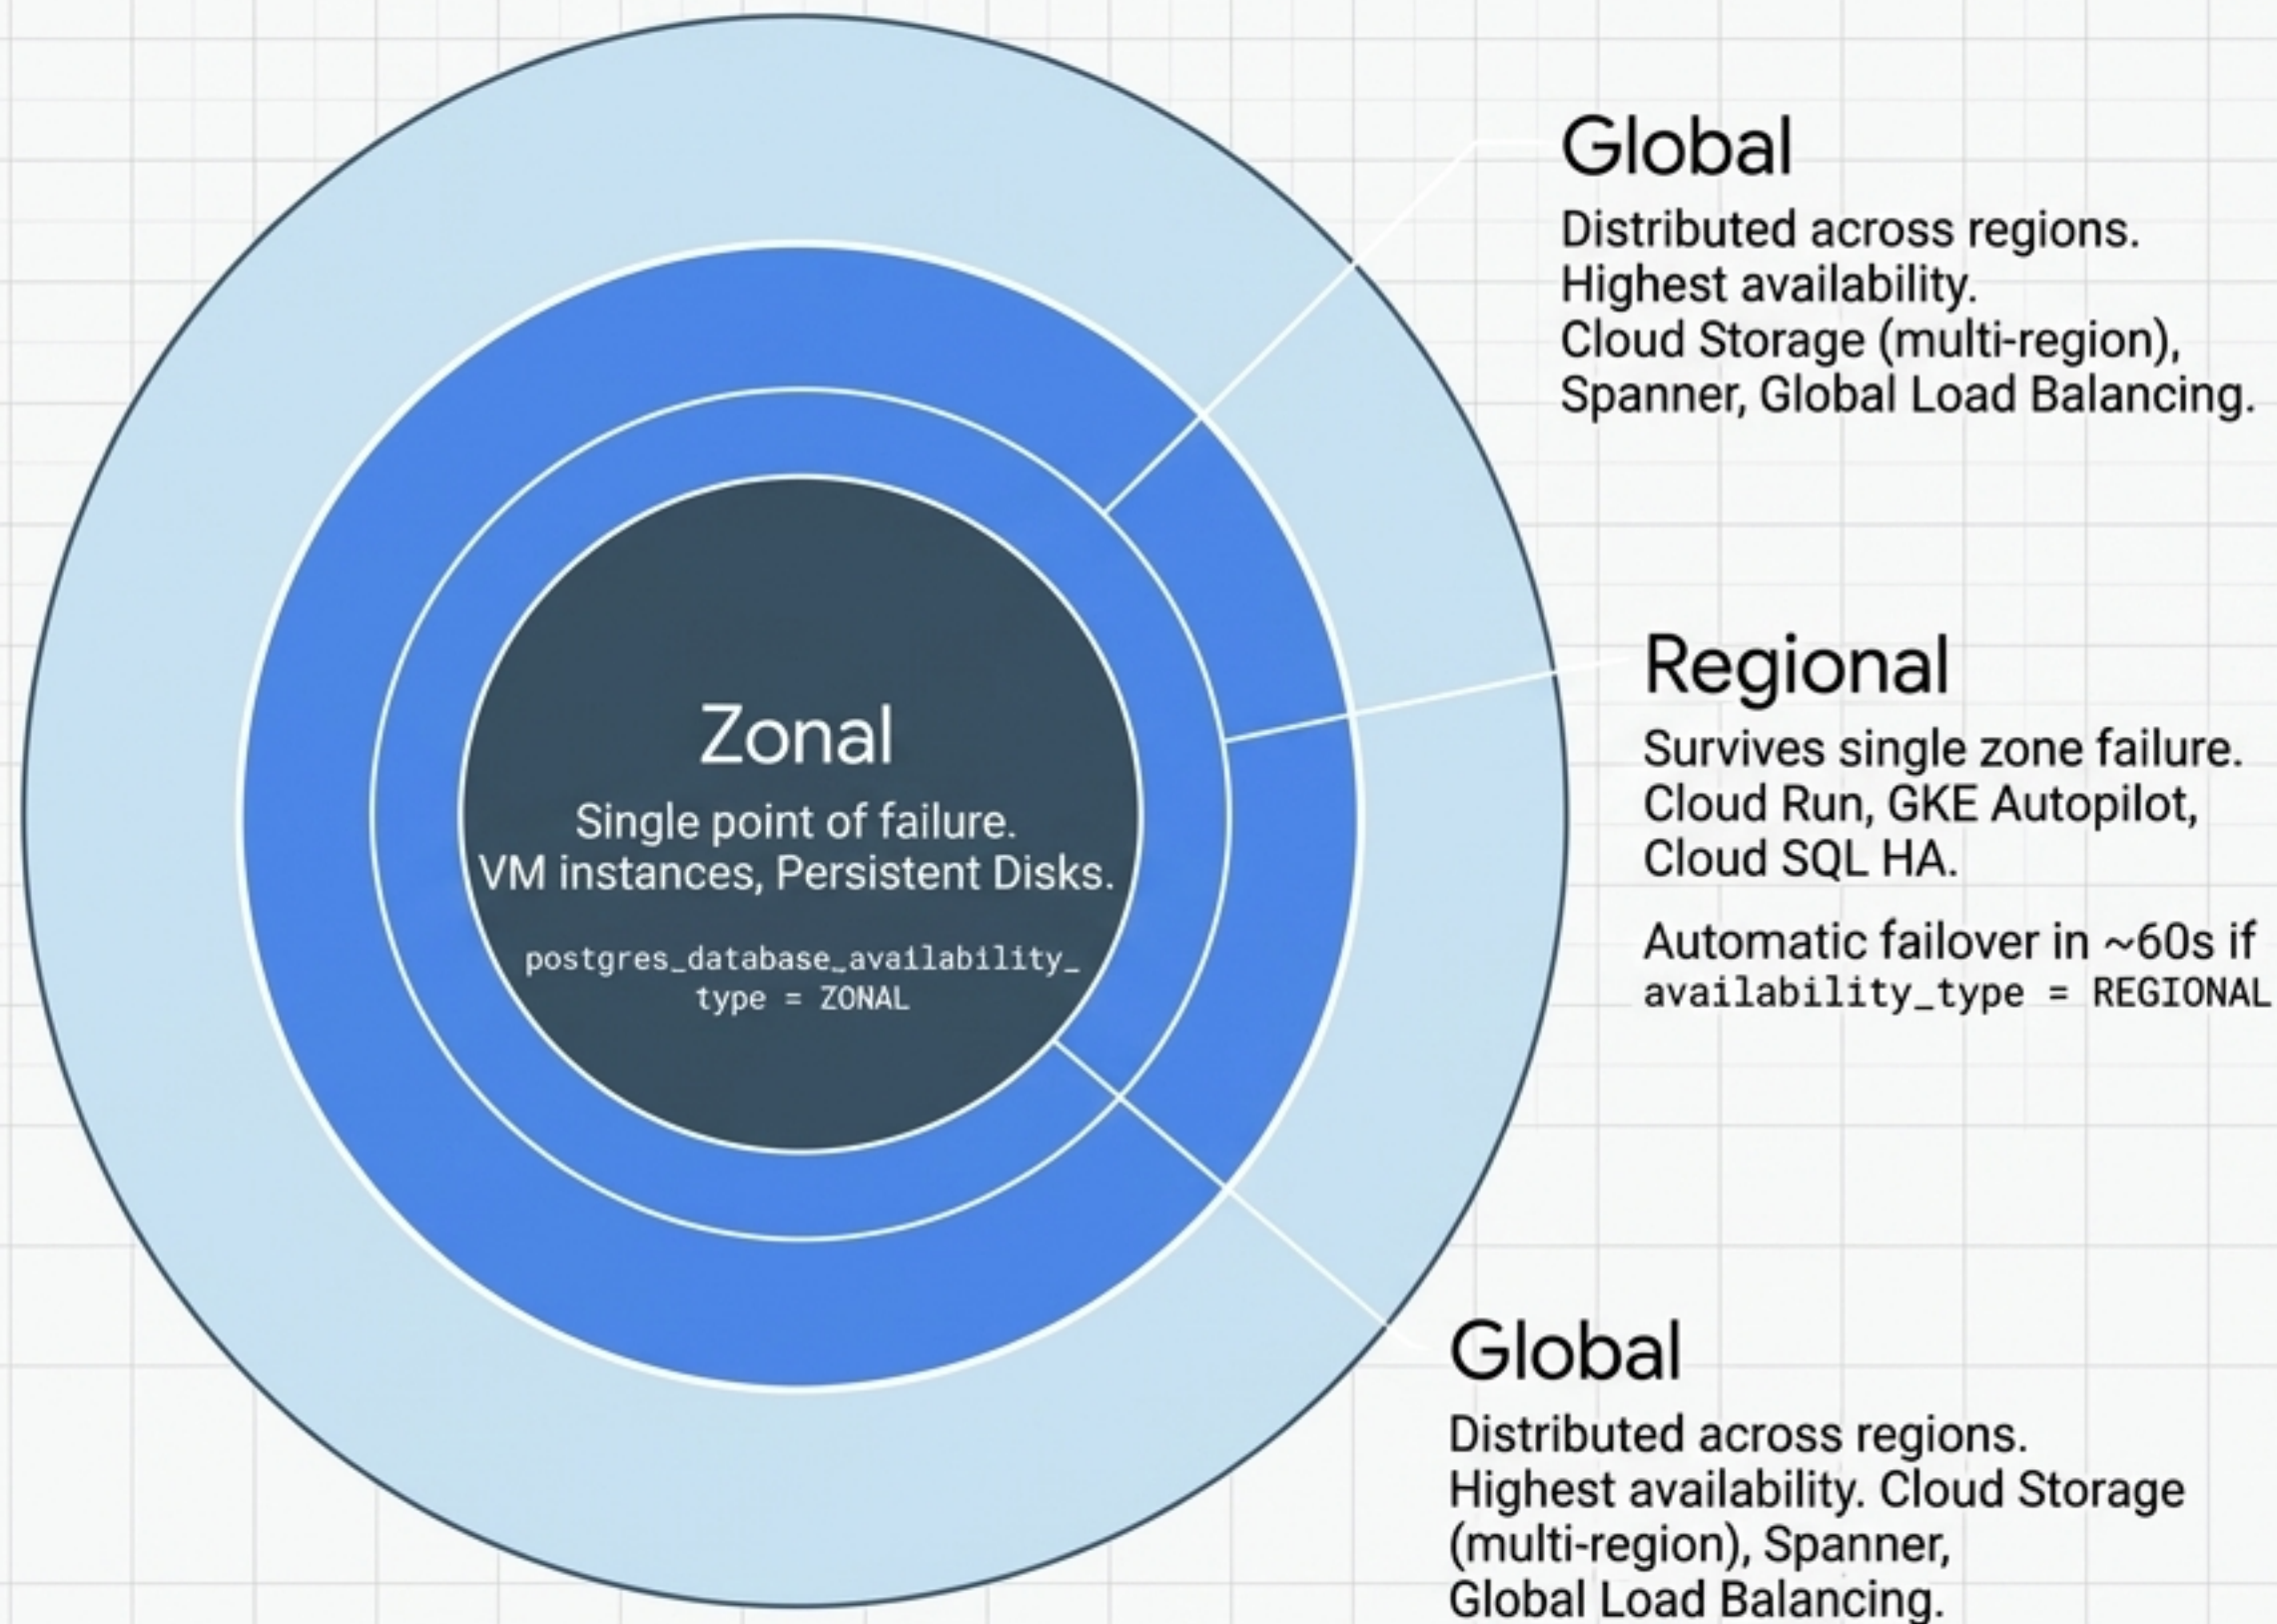 Global
Distributed across regions.
Highest availability.
Cloud Storage (multi-region),
Spanner, Global Load Balancing.
Zonal
Single point of failure.
VM instances, Persistent Disks.
postgres_database_availability_
type = ZONAL
Regional
Survives single zone failure.
Cloud Run, GKE Autopilot,
Cloud SQL HA.
Automatic failover in ~60s if
availability_type = REGIONAL
Global
Distributed across regions.
Highest availability. Cloud Storage
(multi-region), Spanner,
Global Load Balancing.